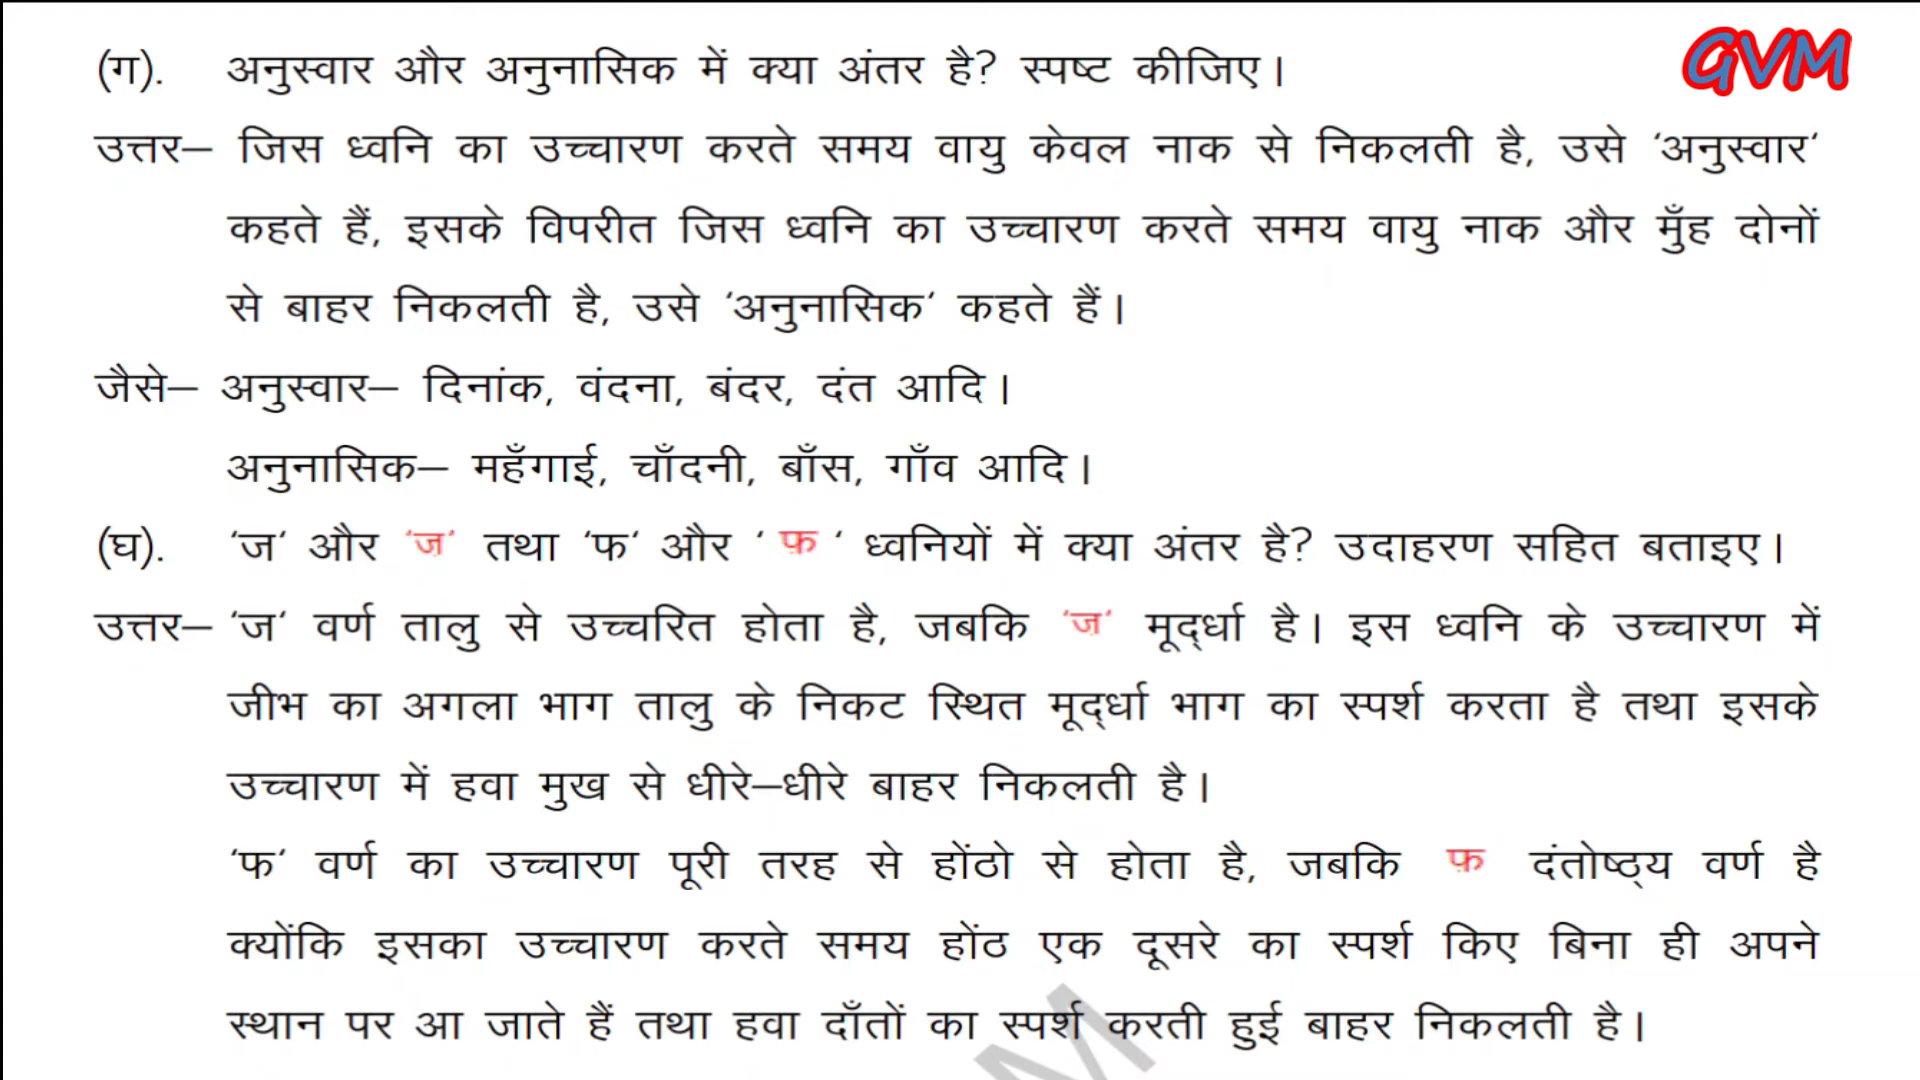 GVM
(ग). अनुस्वार और अनुनासिक में क्या अंतर है? स्पष्ट कीजिए।
उत्तर– जिस ध्वनि का उच्चारण करते समय वायु केवल नाक से निकलती है, उसे ‘अनुस्वार‘
कहते हैं, इसके विपरीत जिस ध्वनि का उच्चारण करते समय वायु नाक और मुँह दोनों
से बाहर निकलती है, उसे ‘अनुनासिक‘ कहते हैं।
जैसे– अनुस्वार– दिनांक, वंदना, बंदर, दंत आदि।
अनुनासिक– महँगाई, चाँदनी, बाँस, गाँव आदि।
(घ). ‘ज‘ और ‘ज़‘ तथा ‘फ‘ और ‘ फ़ ‘ ध्वनियों में क्या अंतर है? उदाहरण सहित बताइए।
उत्तर– ‘ज‘ वर्ण तालु से उच्चरित होता है, जबकि ‘ज़‘ मूर्द्धा है। इस ध्वनि के उच्चारण में
जीभ का अगला भाग तालु के निकट स्थित मूर्द्धा भाग का स्पर्श करता है तथा इसके
उच्चारण में हवा मुख से धीरे–धीरे बाहर निकलती है।
‘फ‘ वर्ण का उच्चारण पूरी तरह से होंठो से होता है, जबकि फ़ दंतोष्ठ्य वर्ण है
क्योंकि इसका उच्चारण करते समय होंठ एक दूसरे का स्पर्श किए बिना ही अपने
स्थान पर आ जाते हैं तथा हवा दाँतों का स्पर्श करती हुई बाहर निकलती है।
M